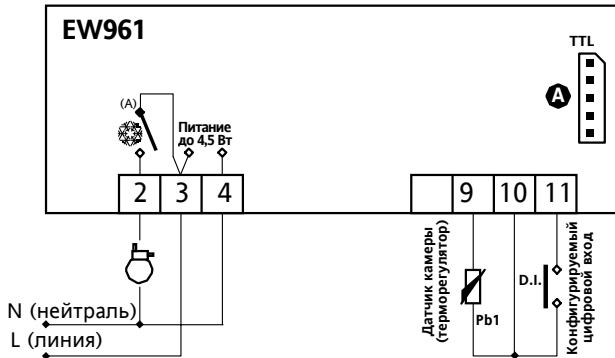 EW961
TTL
A
(A)
Питание
до 4,5 Вт
2 3 4 9 10 11
Датчик камеры
(терморегулятор)
Pb1
D.I.
Конфигурируемый
цифровой вход
N (нейтраль)
L (линия)